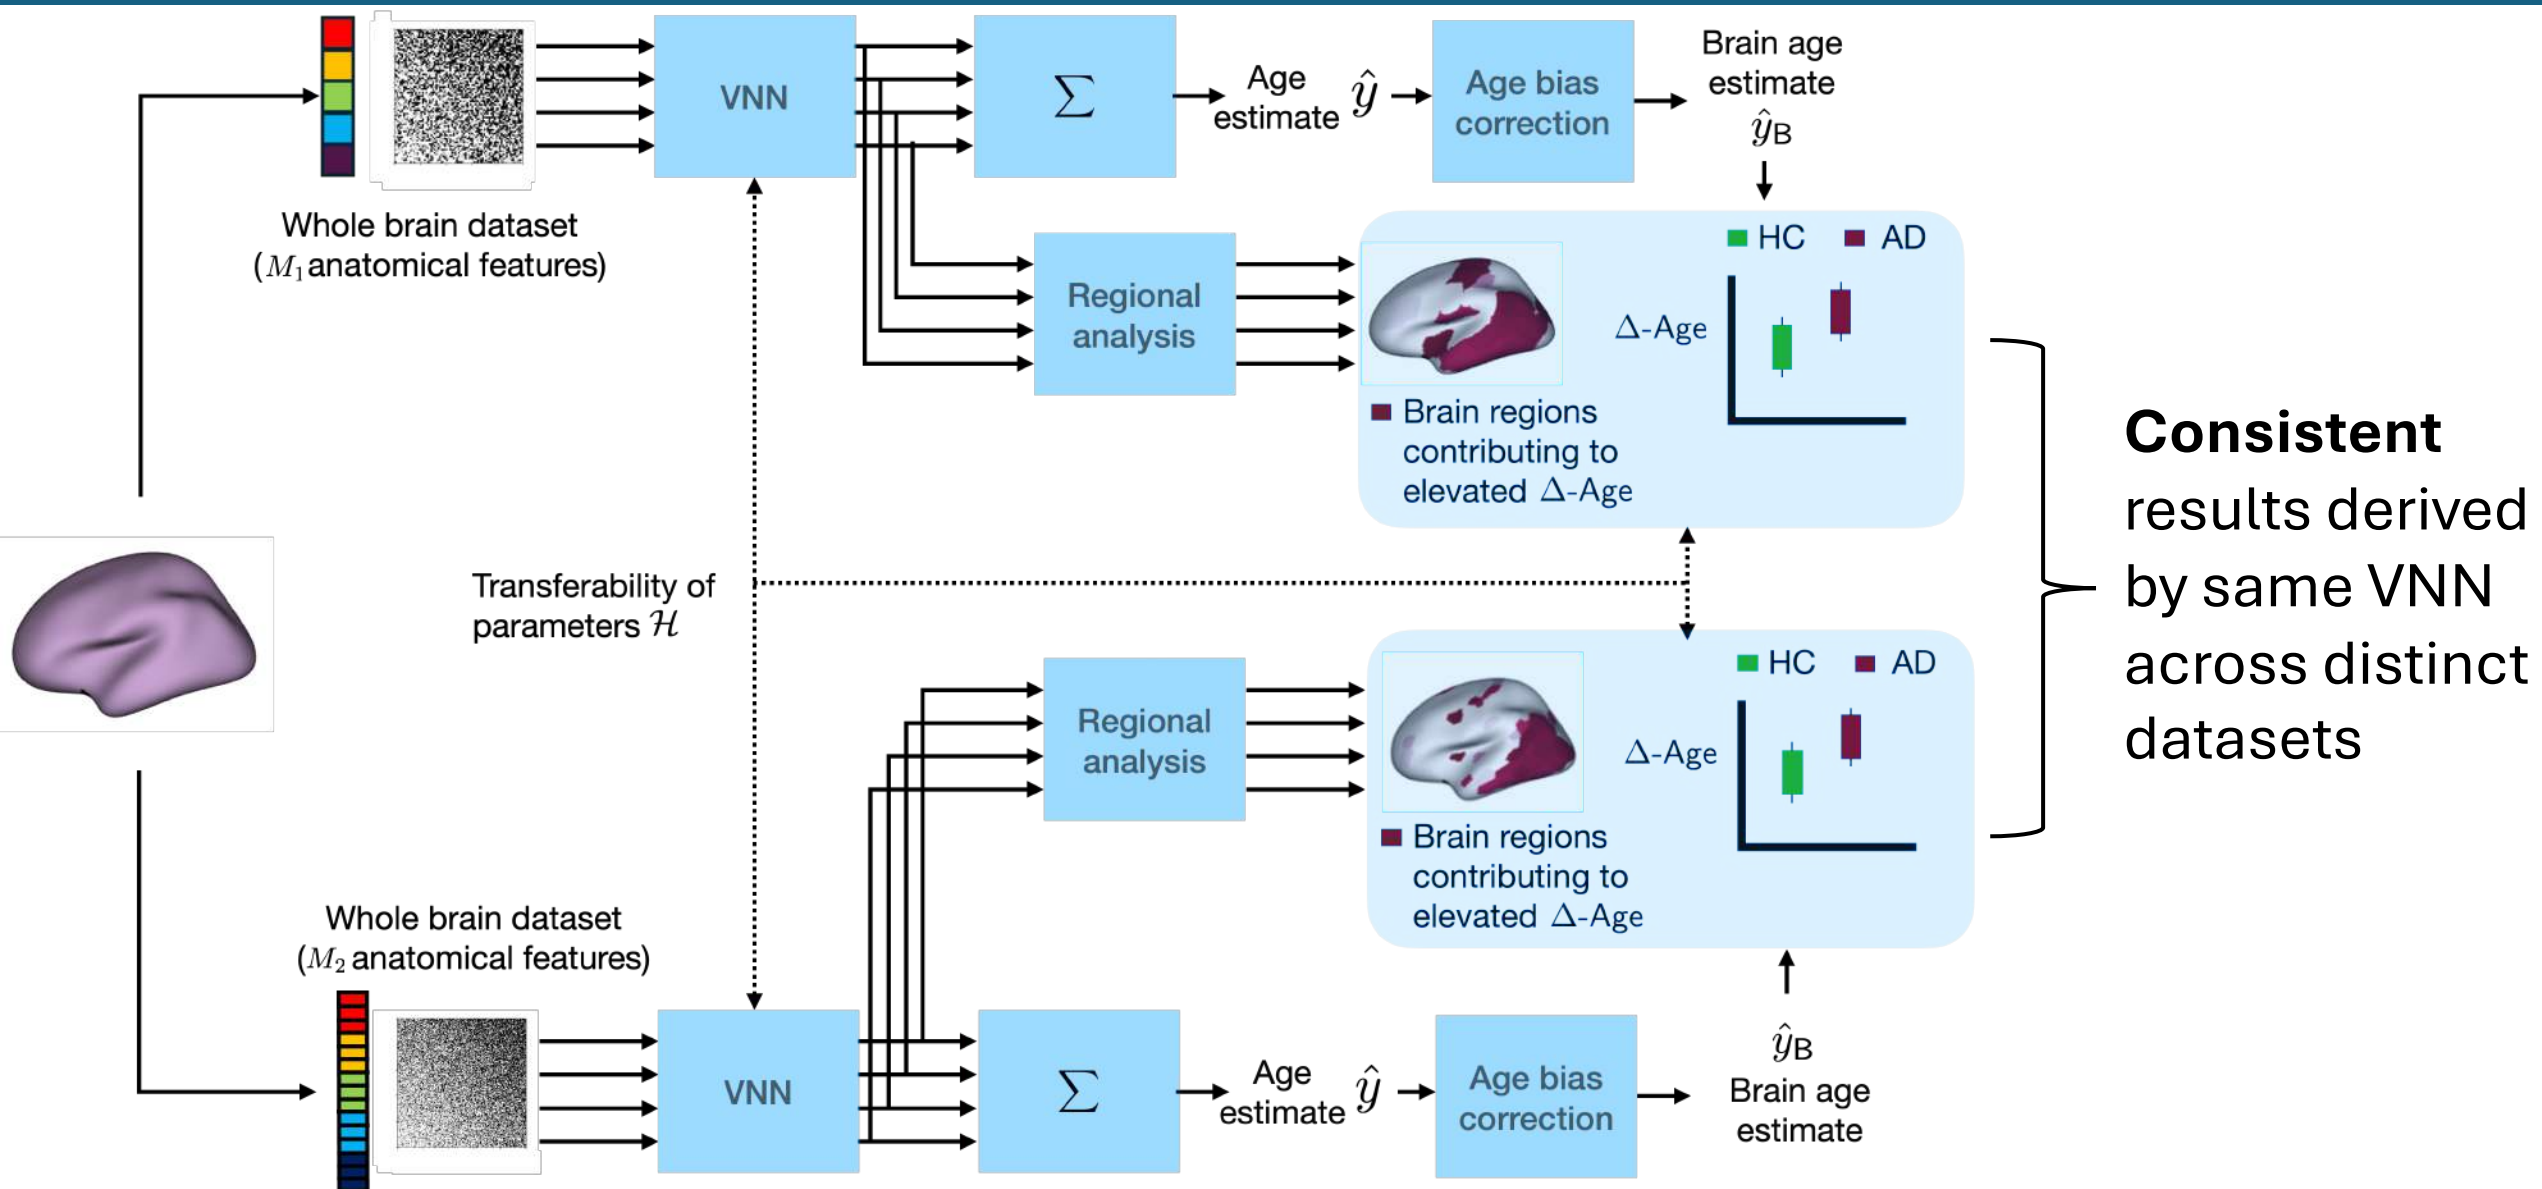 VNN
Σ
Age
estimate ŷ
Age bias
correction
Brain age
estimate
ŷB
Whole brain dataset
(M1 anatomical features)
Regional
analysis
HC
AD
Δ-Age
Brain regions
contributing to
elevated Δ-Age
Transferability of
parameters ℋ
Consistent
results derived
by same VNN
across distinct
datasets
Regional
analysis
HC
AD
Δ-Age
Brain regions
contributing to
elevated Δ-Age
Whole brain dataset
(M2 anatomical features)
VNN
Σ
Age
estimate ŷ
Age bias
correction
ŷB
Brain age
estimate